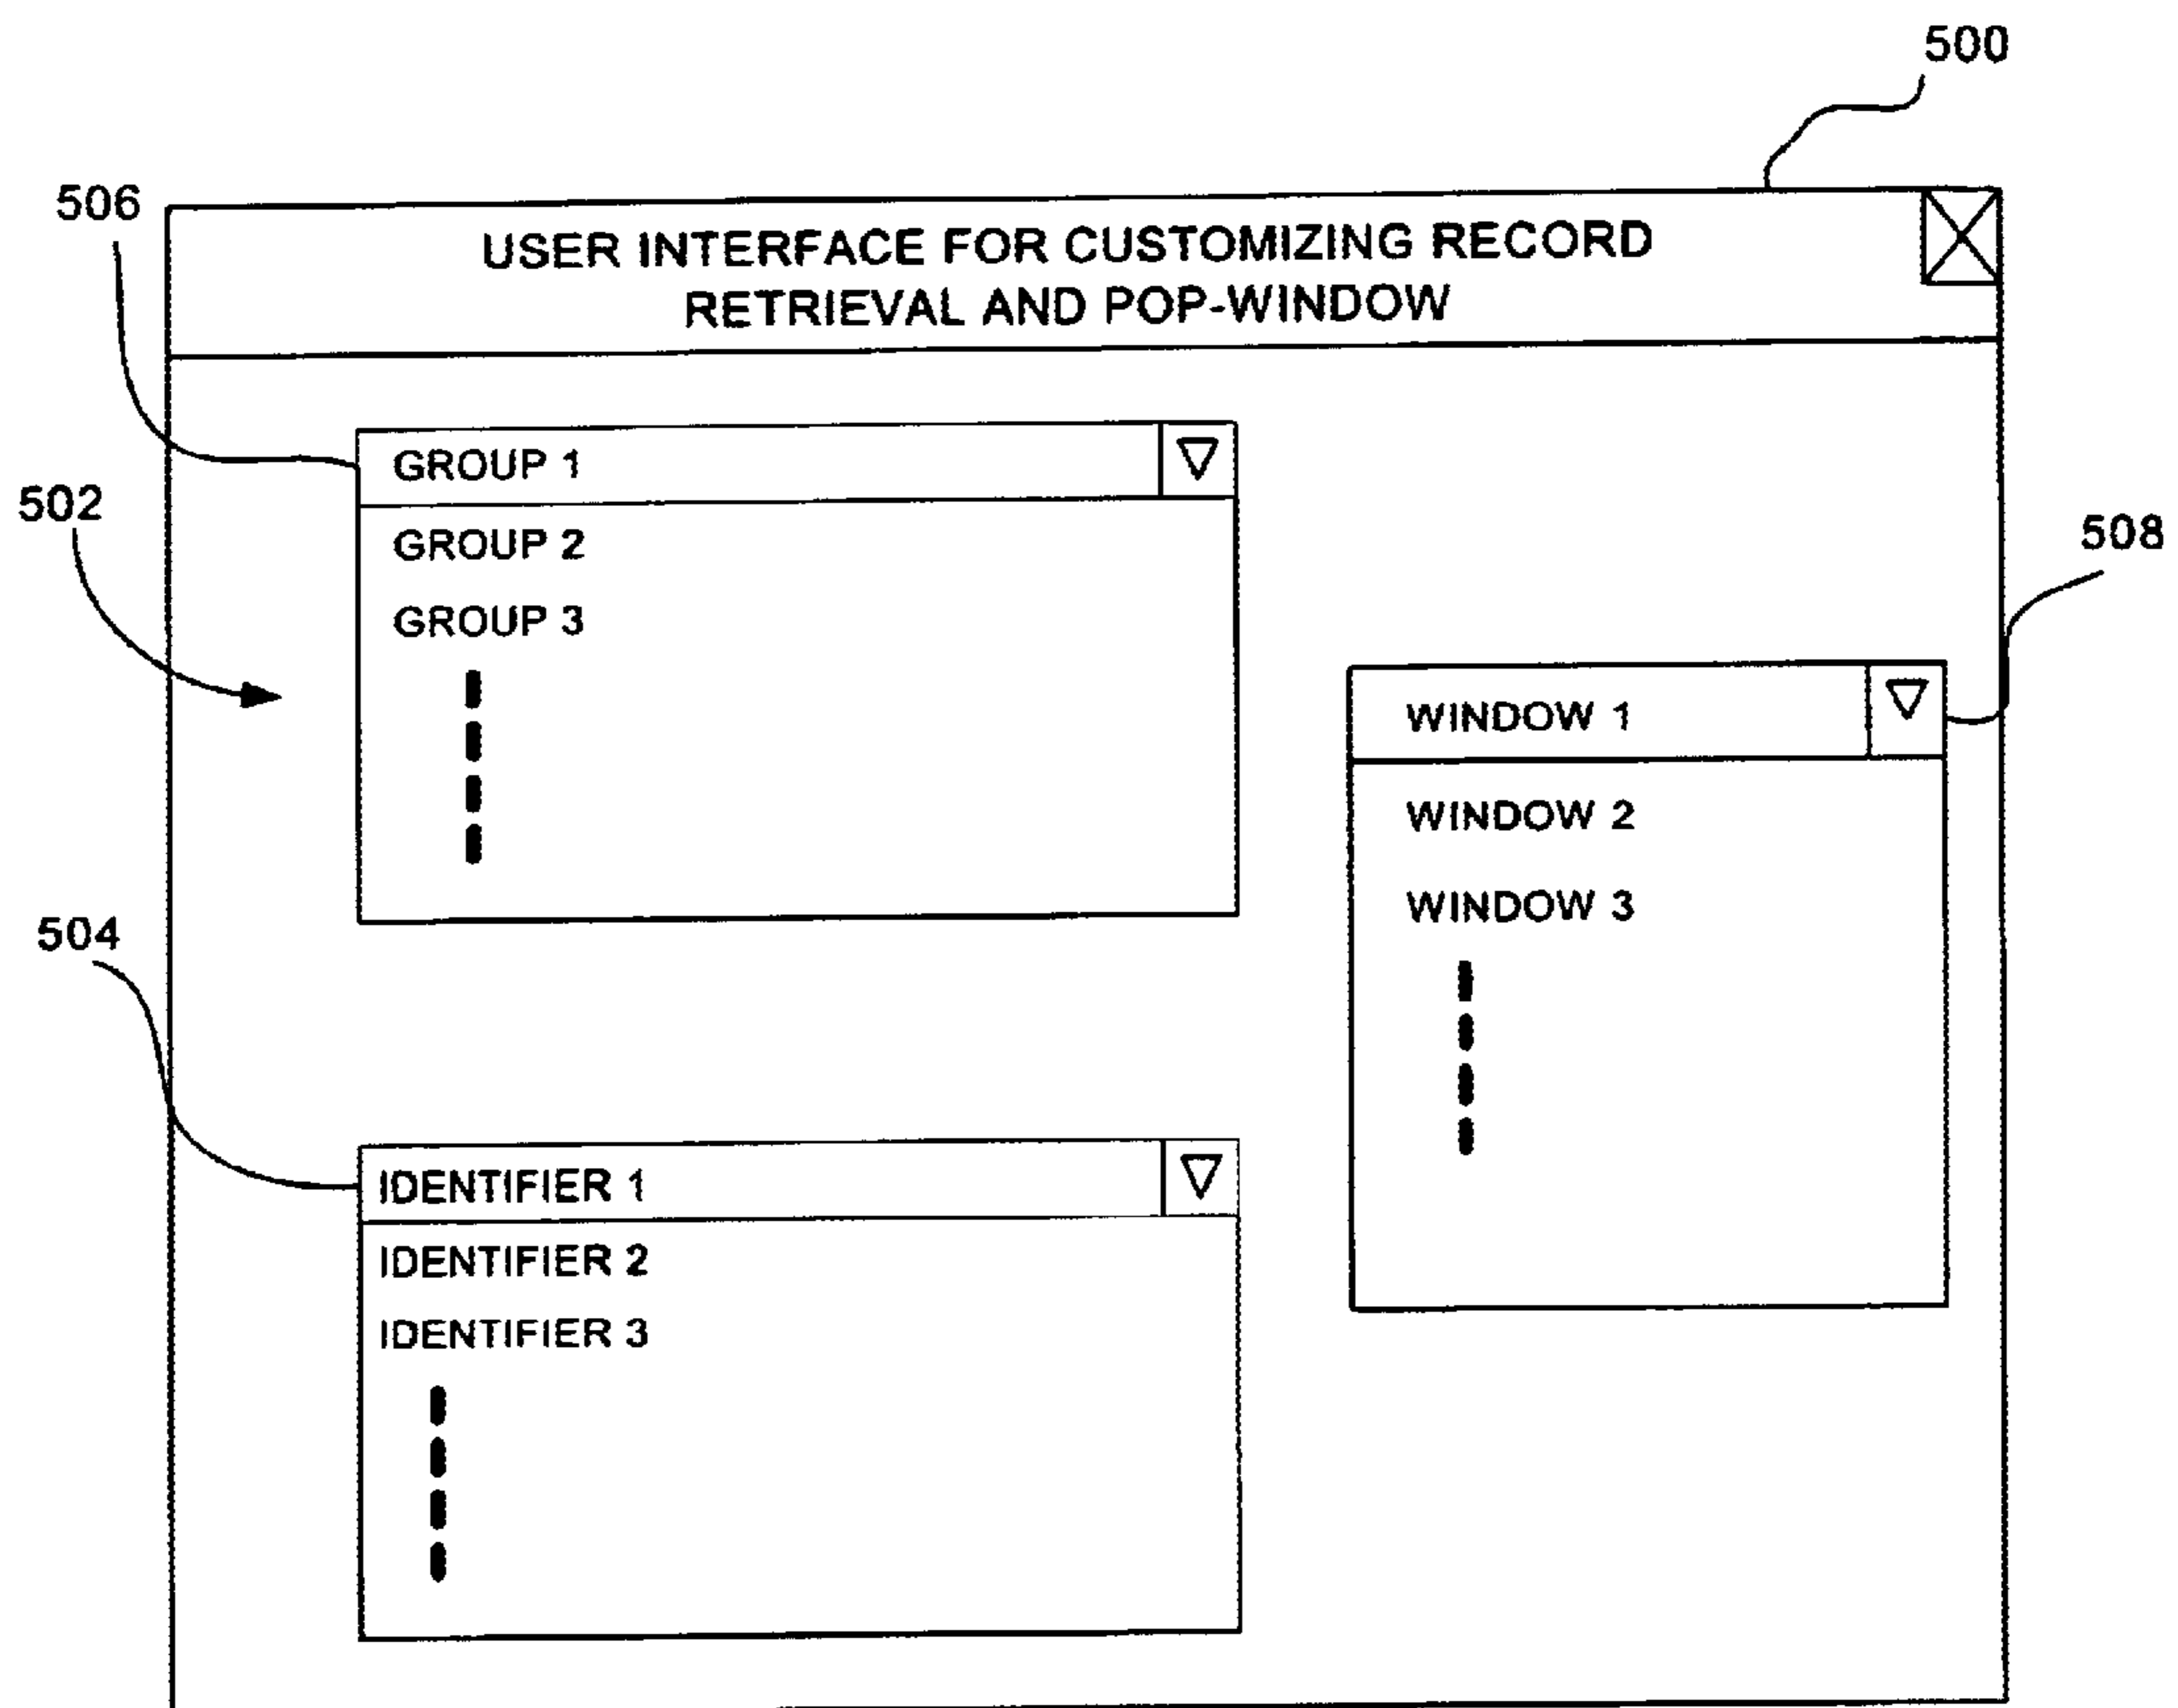 500
506
USER INTERFACE FOR CUSTOMIZING RECORD
RETRIEVAL AND POP-WINDOW
GROUP 1
502
GROUP 2
508
GROUP 3
WINDOW 1
WINDOW 2
WINDOW 3
504
IDENTIFIER 1
IDENTIFIER 2
IDENTIFIER 3